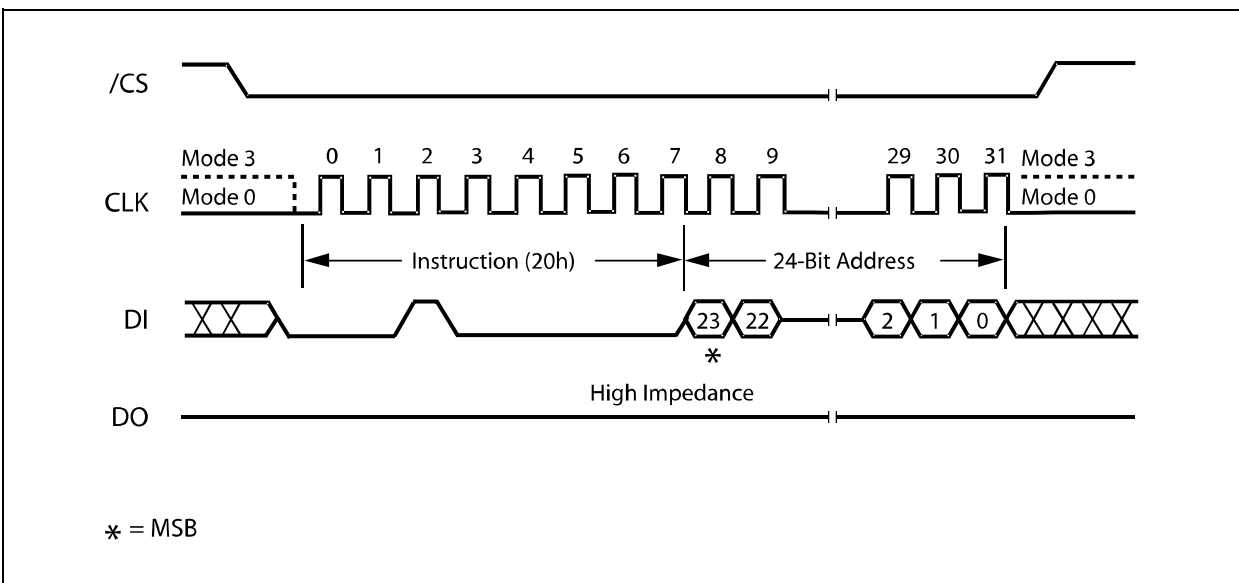 /CS
Mode 3 0 1 2 3 4 5 6 7 8 9 29 30 31 Mode 3
CLK Mode 0 Mode 0
Instruction (20h) 24-Bit Address
DI 23 22 2 1 0
*
High Impedance
DO
* = MSB